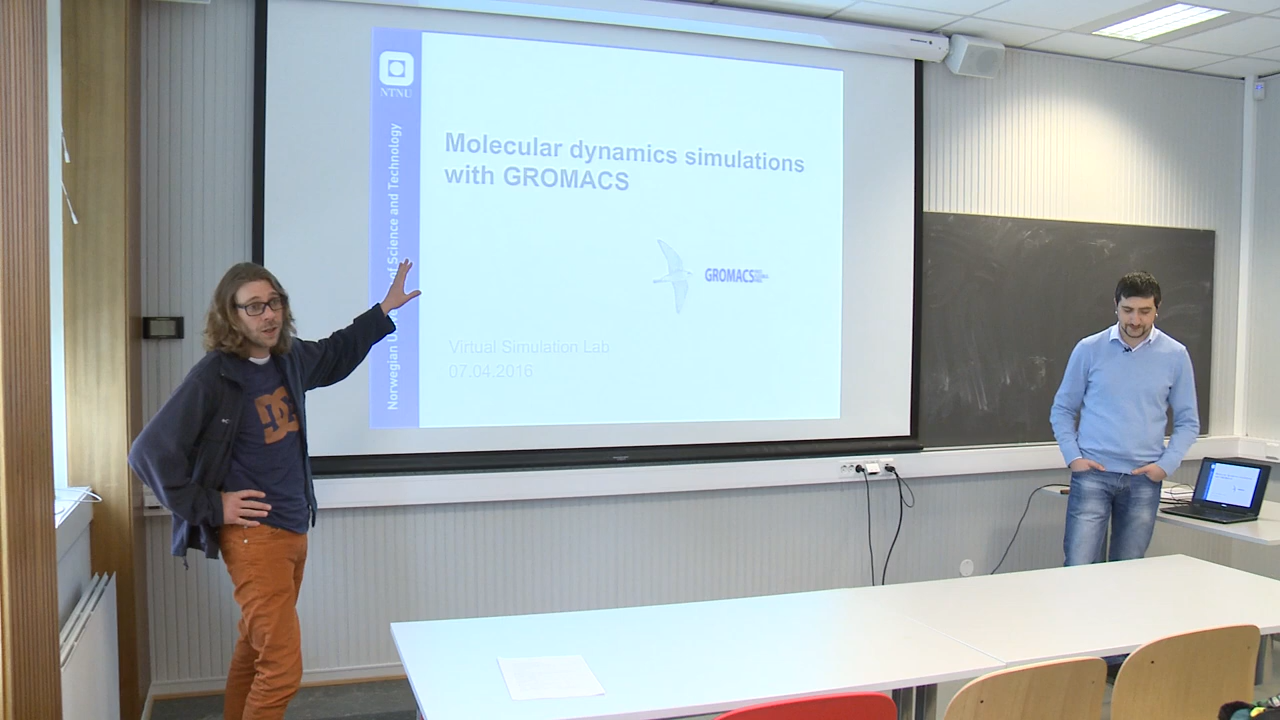 NTNU
Norwegian Uni of Science and Technology
Molecular dynamics simulations
with GROMACS
GROMACS
Virtual Simulation Lab
07.04.2016
DC